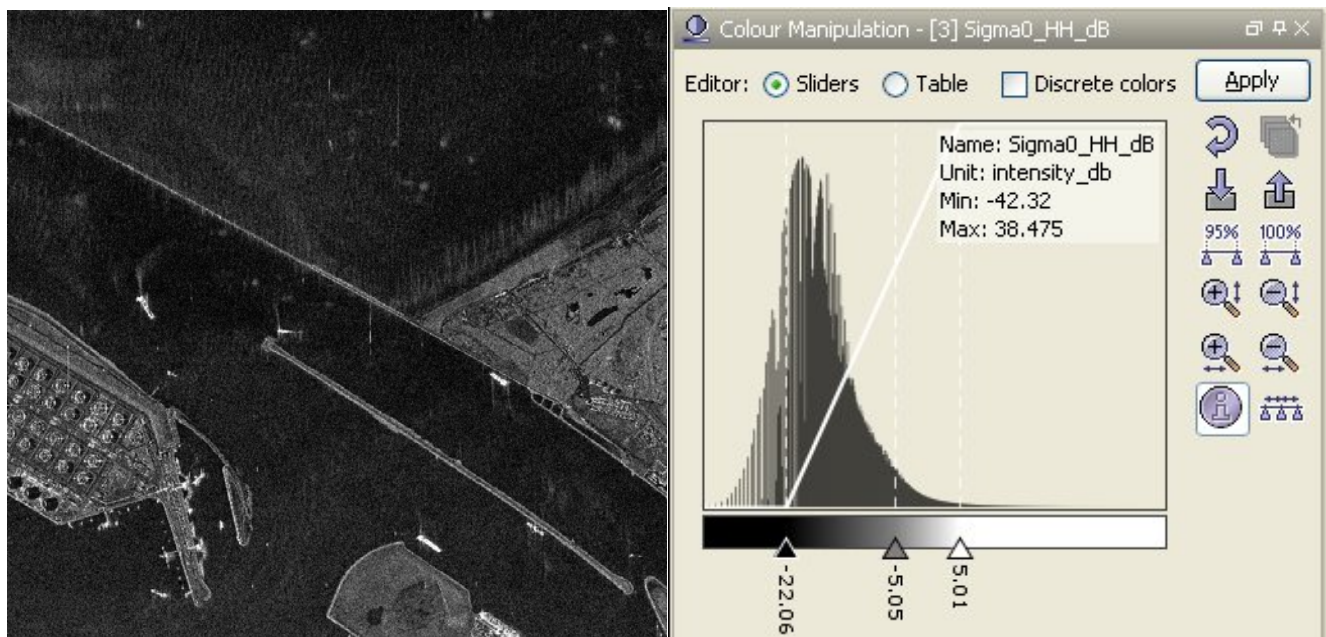 Colour Manipulation - [3] Sigma0_HH_dB
Editor: Sliders Table Discrete colors Apply
Name: Sigma0_HH_dB
Unit: intensity_db
Min: -42.32
Max: 38.475
95% 100%
-22.06
-5.05
5.01